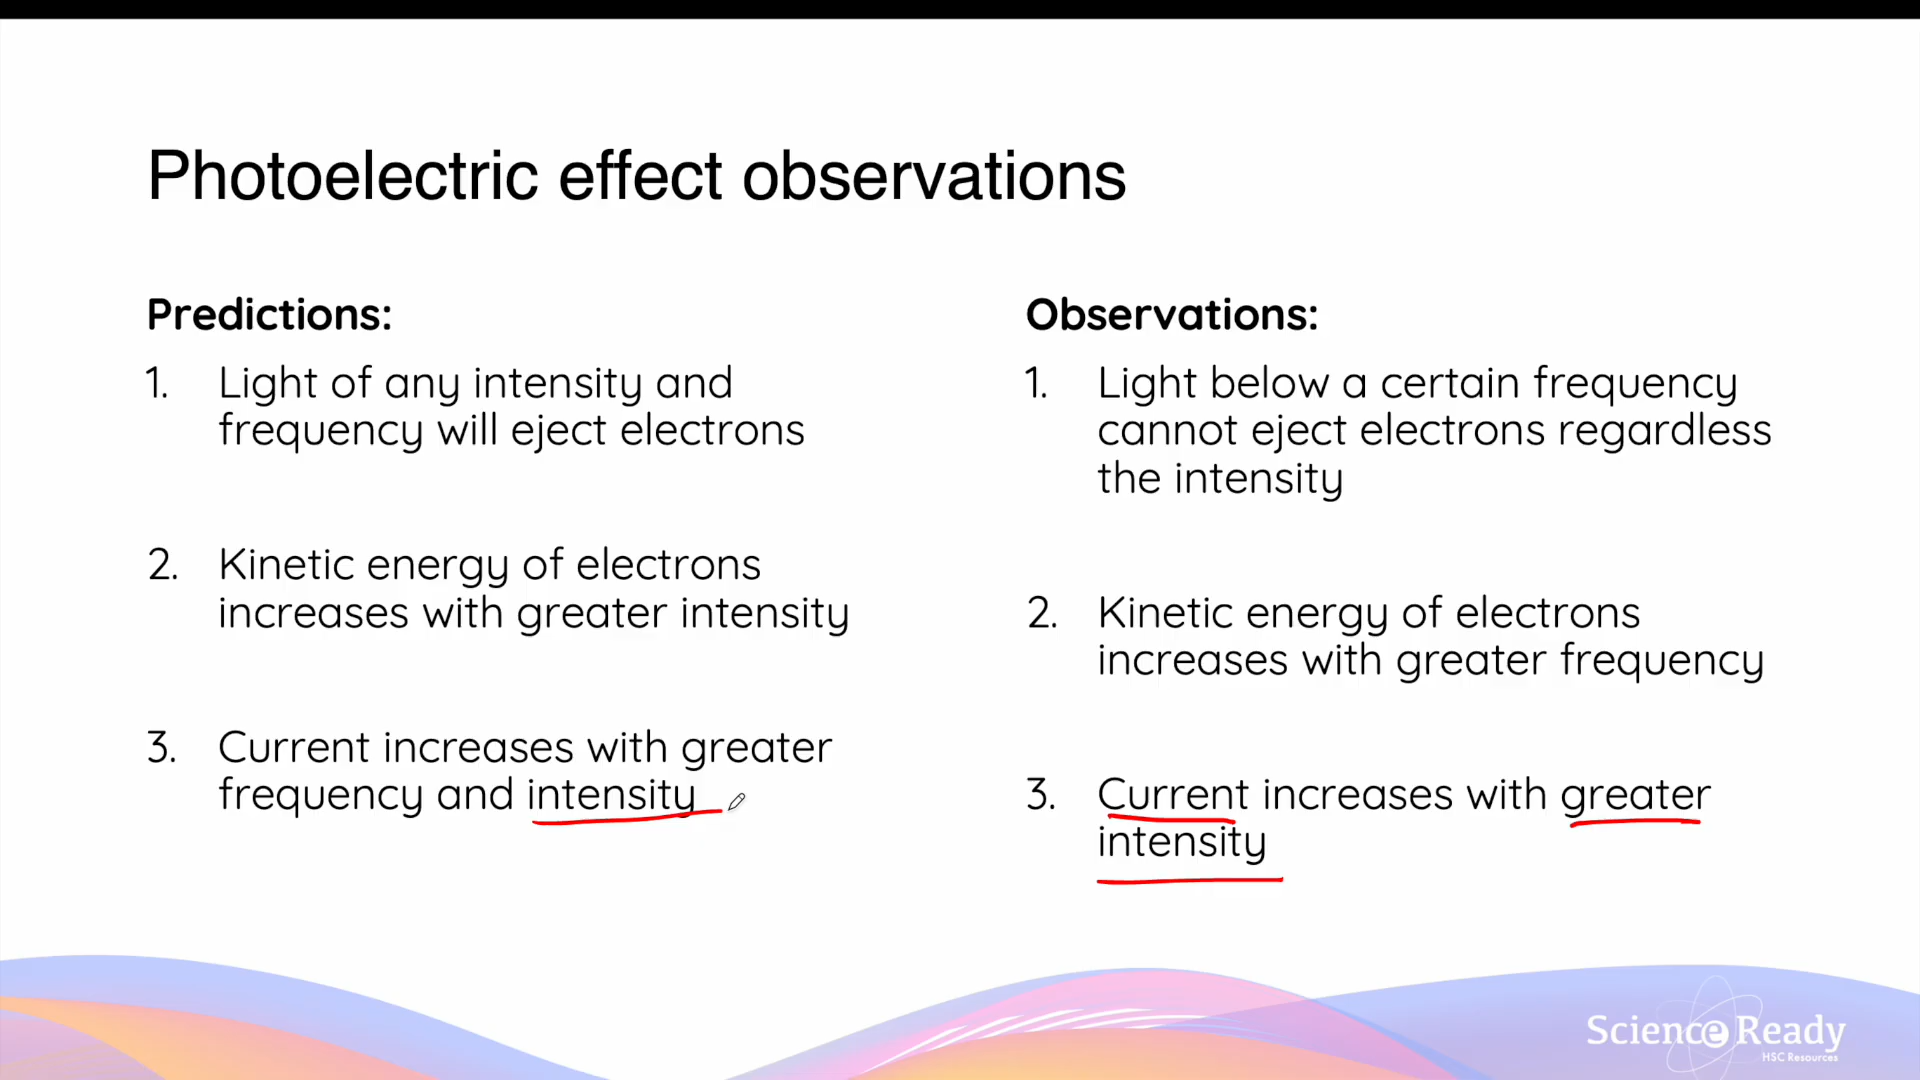 Photoelectric effect observations
Predictions:
1. Light of any intensity and
frequency will eject electrons
2. Kinetic energy of electrons
increases with greater intensity
3. Current increases with greater
frequency and intensity
Observations:
1. Light below a certain frequency
cannot eject electrons regardless
the intensity
2. Kinetic energy of electrons
increases with greater frequency
3. Current increases with greater
intensity
Science Ready
HSC Resources